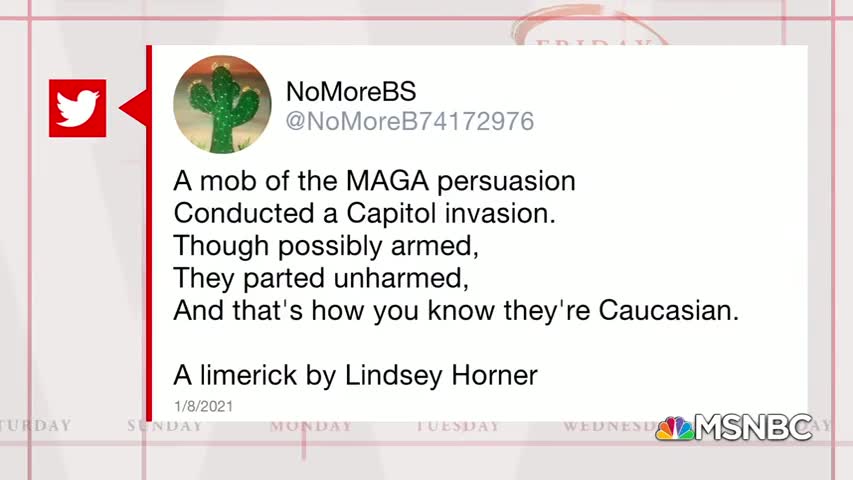 FRIDAY
NoMoreBS
@NoMoreB74172976
A mob of the MAGA persuasion
Conducted a Capitol invasion.
Though possibly armed,
They parted unharmed,
And that's how you know they're Caucasian.
A limerick by Lindsey Horner
1/8/2021
TURDAY SUNDAY MONDAY TUESDAY WEDNESD DAY
MSNBC